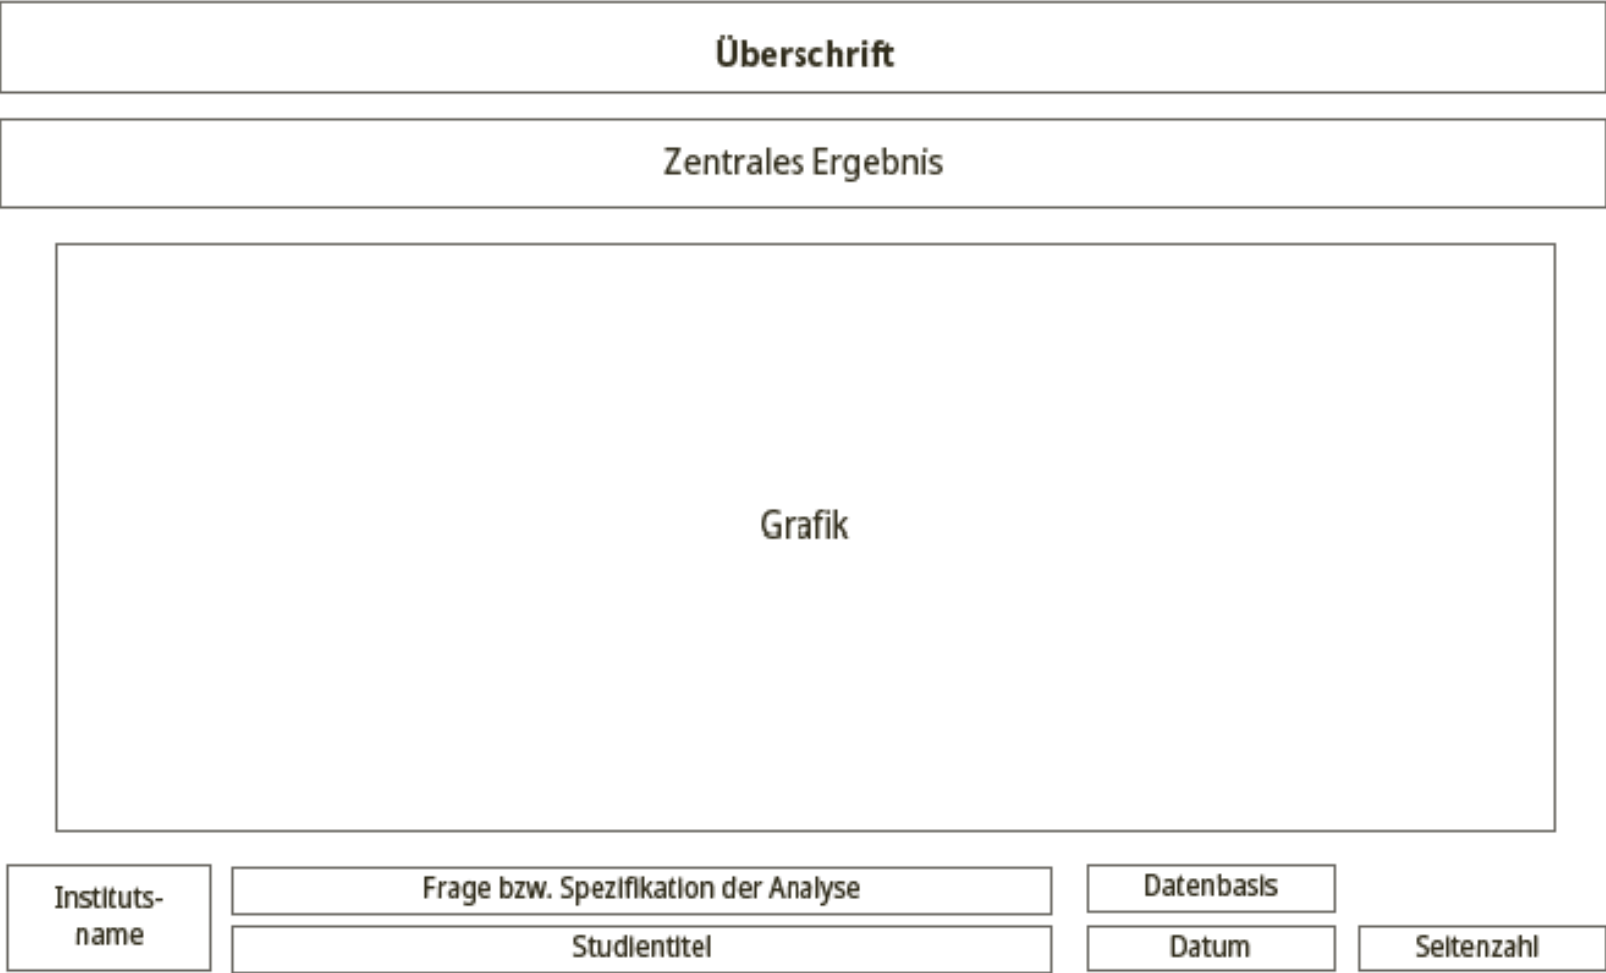 Überschrift
Zentrales Ergebnis
Grafik
Instituts-
name
Frage bzw. Spezifikation der Analyse
Studientitel
Datenbasis
Datum
Seitenzahl